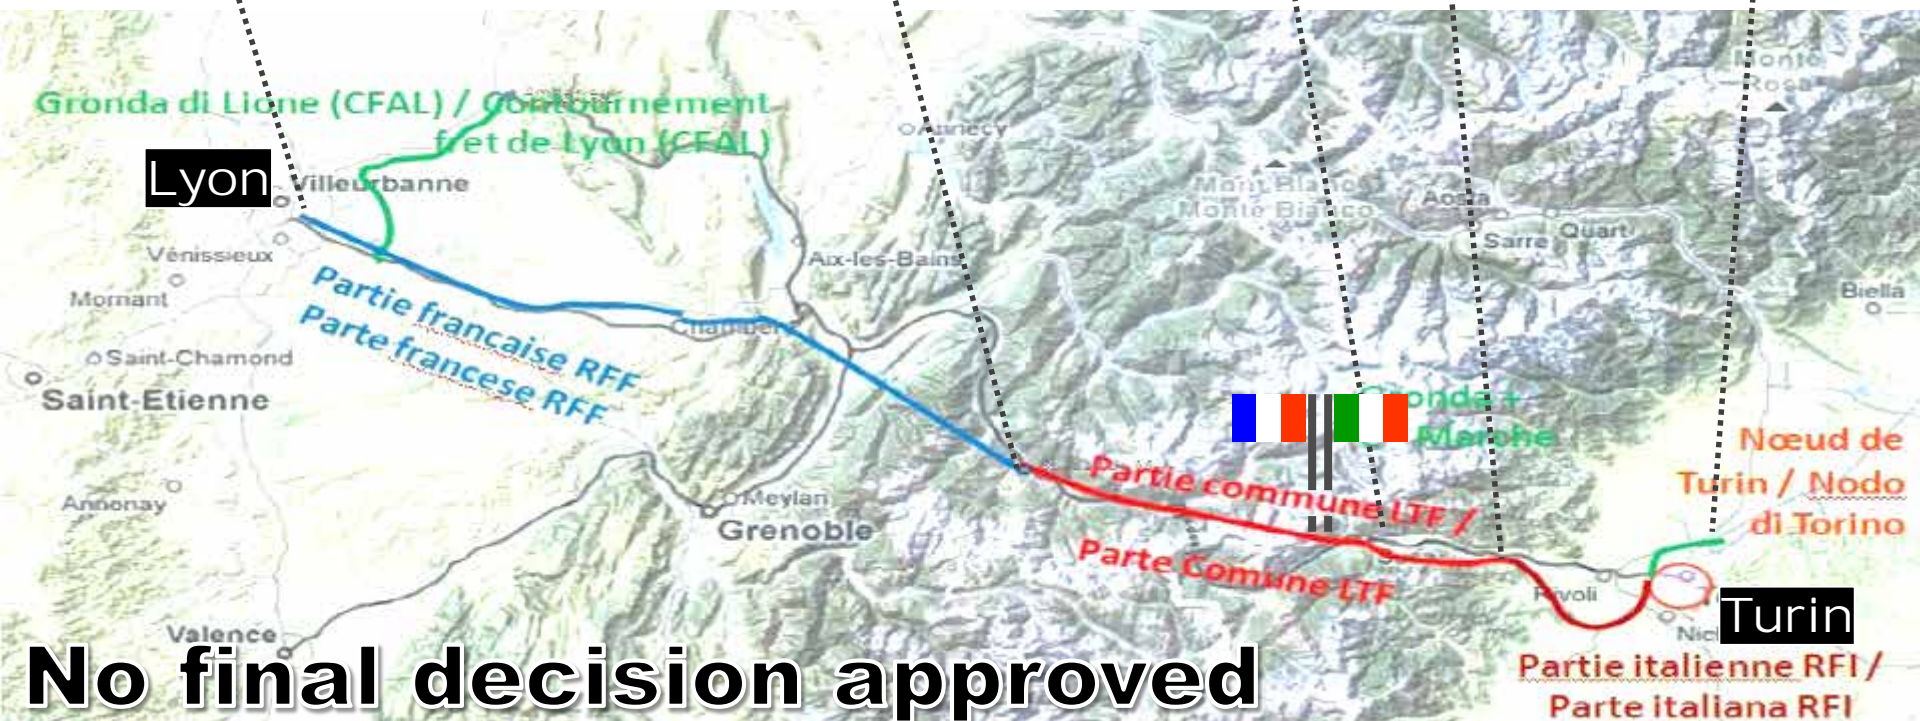 Monte
Rosa
Gronda di Lione (CFAL) / Contournement
fret de Lyon (CFAL)
Annecy
Lyon
Villeurbanne
Mont Blanc
Monte Bianco
Aosta
Sarre
Quart
Vénissieux
Aix-les-Bains
Mornant
Biella
Partie francaise RFF
Parte francese RFF
Saint-Chamond
Saint-Etienne
Gronda +
Marche
Nœud de
Turin / Nodo
di Torino
Partie commune LTF /
Parte Comune LTF
Annonay
Meylan
Grenoble
Rivoli
Turin
Valence
No final decision approved
Partie italienne RFI /
Parte italiana RFI